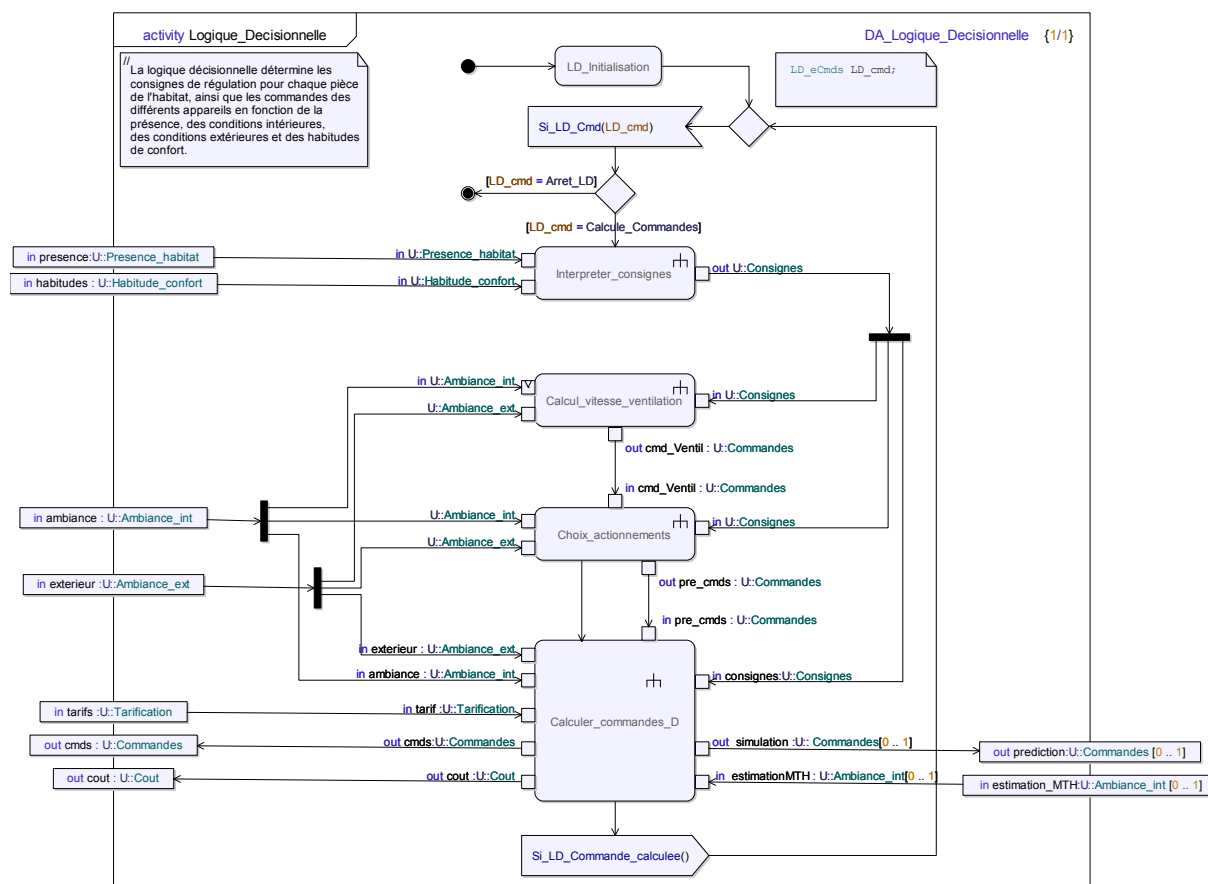 activity Logique_Decisionnelle
DA_Logique_Decisionnelle {1/1}
//
La logique décisionnelle détermine les
consignes de régulation pour chaque pièce
de l'habitat, ainsi que les commandes des
différents appareils en fonction de la
présence, des conditions intérieures,
des conditions extérieures et des habitudes
de confort.
LD_Initialisation
LD_eCmds LD_cmd;
Si_LD_Cmd(LD_cmd)
[LD_cmd = Arret_LD]
[LD_cmd = Calcule_Commandes]
in presence:U::Presence_habitat
in U::Presence_habitat
in habitudes : U::Habitude_confort
in U::Habitude_confort
Interpreter_consignes
out U::Consignes
in U::Ambiance_int
U::Ambiance_ext
Calcul_vitesse_ventilation
in U::Consignes
out cmd_Ventil : U::Commandes
in cmd_Ventil : U::Commandes
in ambiance : U::Ambiance_int
U::Ambiance_int
U::Ambiance_ext
Choix_actionnements
in U::Consignes
in exterieur :U::Ambiance_ext
out pre_cmds : U::Commandes
in pre_cmds : U::Commandes
in exterieur : U::Ambiance_ext
in ambiance : U::Ambiance_int
in consignes:U::Consignes
in tarifs :U::Tarification
in tarif :U::Tarification
Calculer_commandes_D
out cmds : U::Commandes
out cmds:U::Commandes
out simulation :U:: Commandes[0 .. 1]
out prediction:U::Commandes [0 .. 1]
out cout : U::Cout
out cout :U::Cout
in estimationMTH : U::Ambiance_int[0 .. 1]
in estimation_MTH:U::Ambiance_int [0 .. 1]
Si_LD_Commande_calculee()